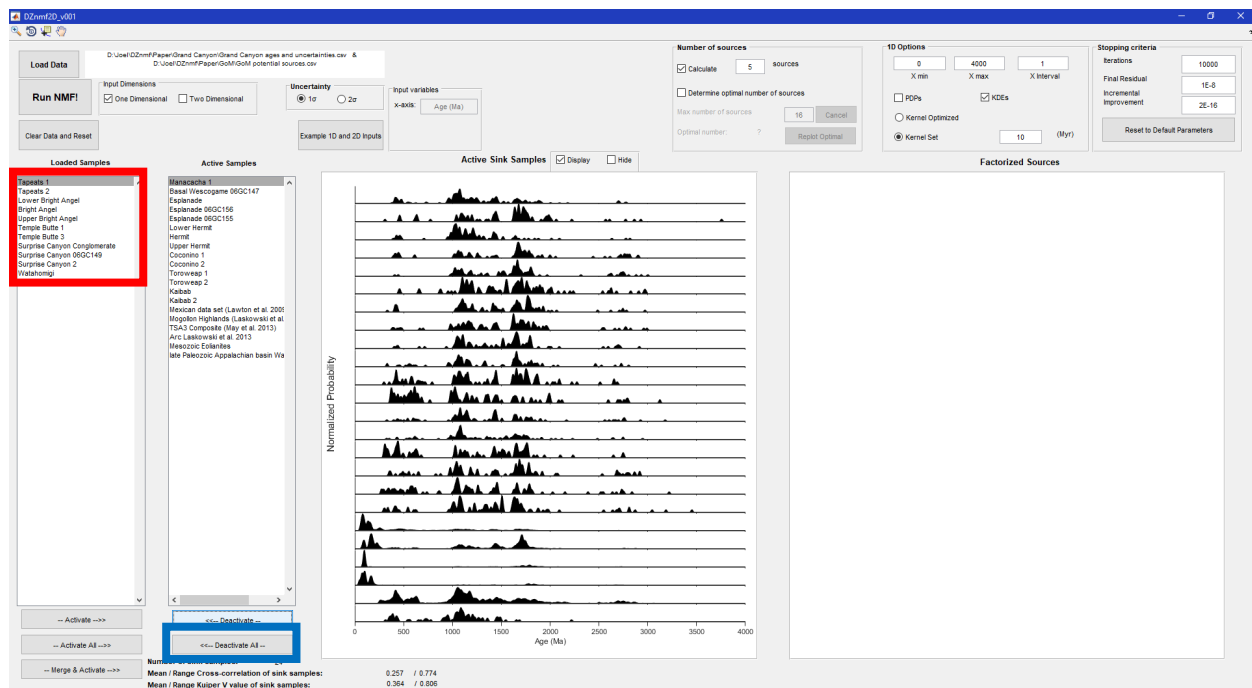 DZnmf2D_v001
Load Data
D:\Joel\DZnmf\Paper\Grand Canyon\Grand Canyon ages and uncertainties.csv &
D:\Joel\DZnmf\Paper\GoM\GoM potential sources.csv
Run NMF!
Input Dimensions
One Dimensional
Two Dimensional
Uncertainty
1σ
2σ
Input variables
x-axis:
Age (Ma)
Clear Data and Reset
Example 1D and 2D Inputs
Number of sources
Calculate
5
sources
Determine optimal number of sources
Max number of sources
16
Cancel
Optimal number:
?
Replot Optimal
1D Options
0
4000
1
X min
X max
X Interval
PDPs
KDEs
Kernel Optimized
Kernel Set
10
(Myr)
Stopping criteria
Iterations
10000
Final Residual
1E-8
Incremental
Improvement
2E-16
Reset to Default Parameters
Loaded Samples
Tapeats 1
Tapeats 2
Lower Bright Angel
Bright Angel
Upper Bright Angel
Temple Butte 1
Temple Butte 3
Surprise Canyon Conglomerate
Surprise Canyon 06GC149
Surprise Canyon 2
Watahomigi
Active Samples
Manacacha 1
Basal Wescogame 06GC147
Esplanade
Esplanade 06GC156
Esplanade 06GC155
Lower Hermit
Hermit
Upper Hermit
Coconino 1
Coconino 2
Toroweap 1
Toroweap 2
Kaibab
Kaibab 2
Mexican data set (Lawton et al. 2009
Mogollon Highlands (Laskowski et al.
TSA3 Composite (May et al. 2013)
Arc Laskowski et al. 2013
Mesozoic Eolianites
late Paleozoic Appalachian basin Wa
Active Sink Samples
Display
Hide
Normalized Probability
0
500
1000
1500
2000
2500
3000
3500
4000
Age (Ma)
Factorized Sources
-- Activate -->>
-- Activate All -->>
-- Merge & Activate -->>
<<-- Deactivate --
<<-- Deactivate All --
Mean / Range Cross-correlation of sink samples:
0.257 / 0.774
Mean / Range Kuiper V value of sink samples:
0.364 / 0.806